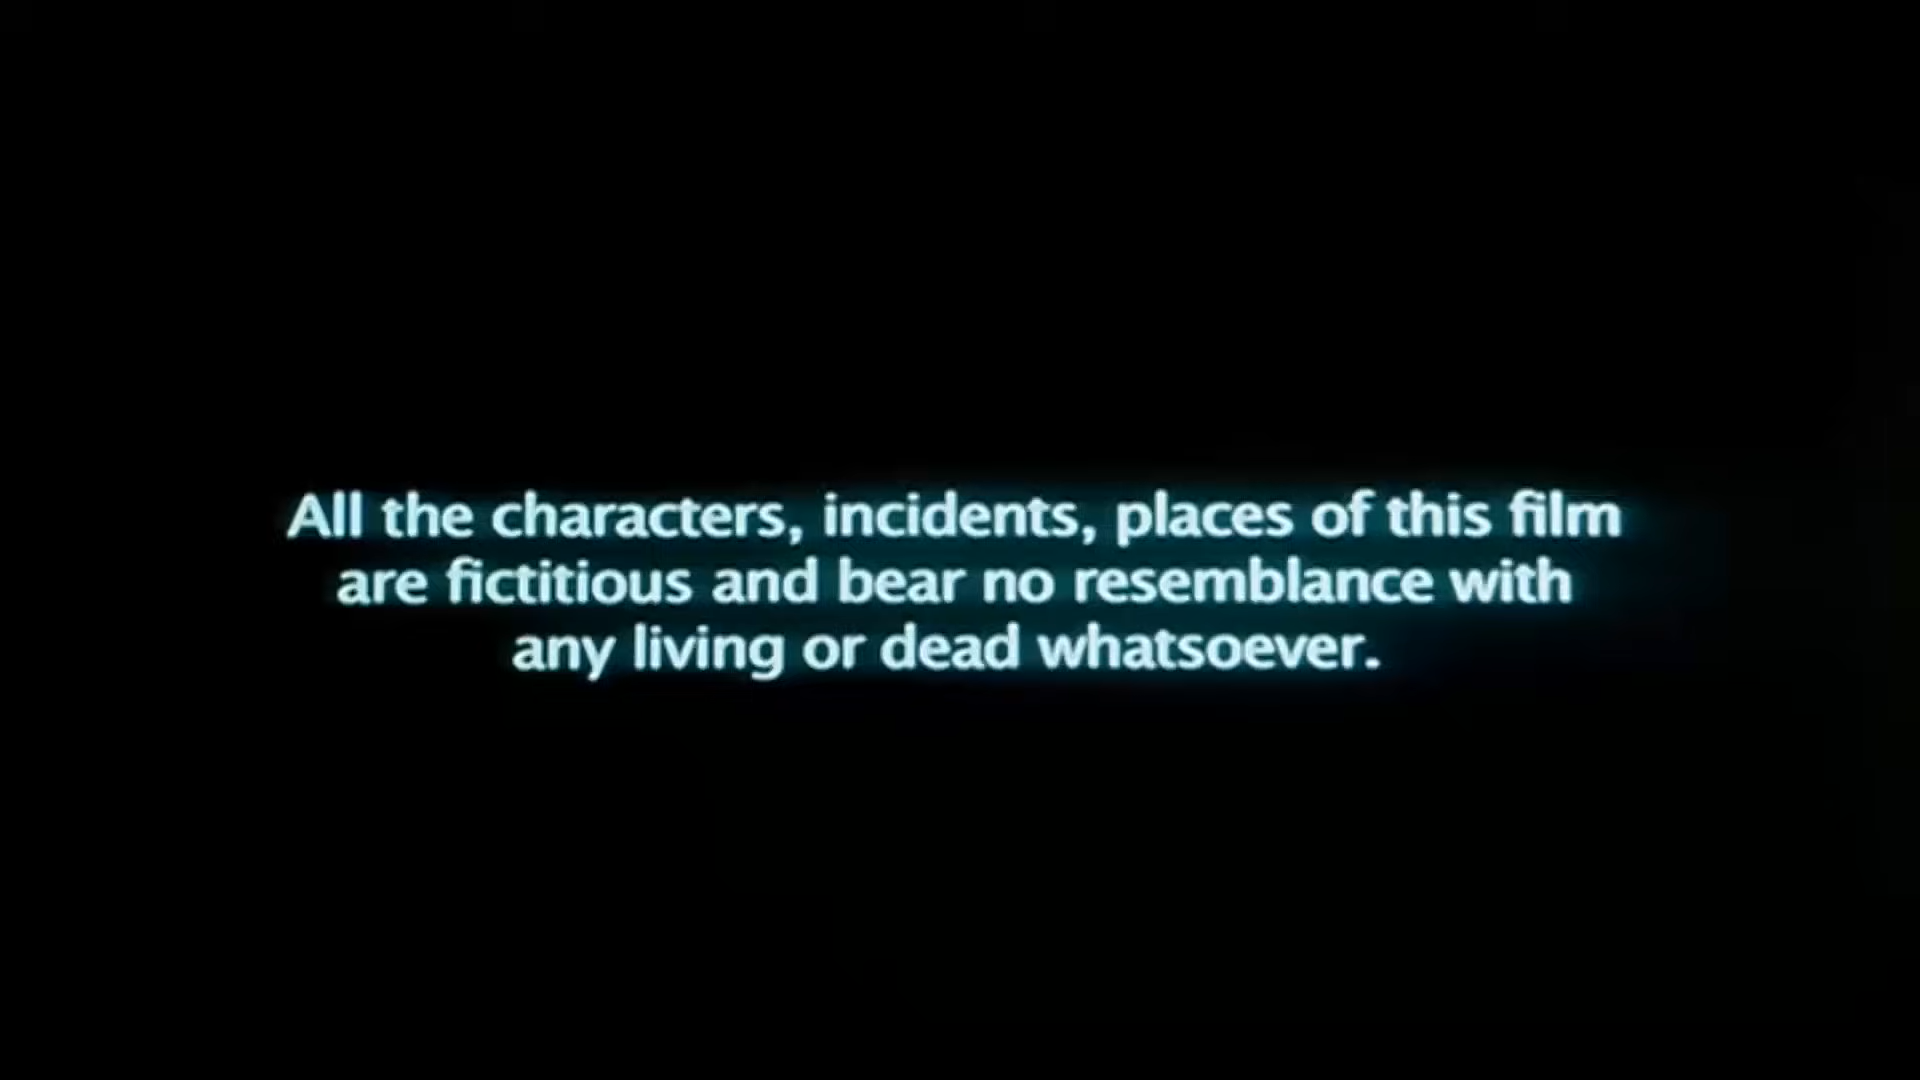 All the characters, incidents, places of this film
are fictitious and bear no resemblance with
any living or dead whatsoever.